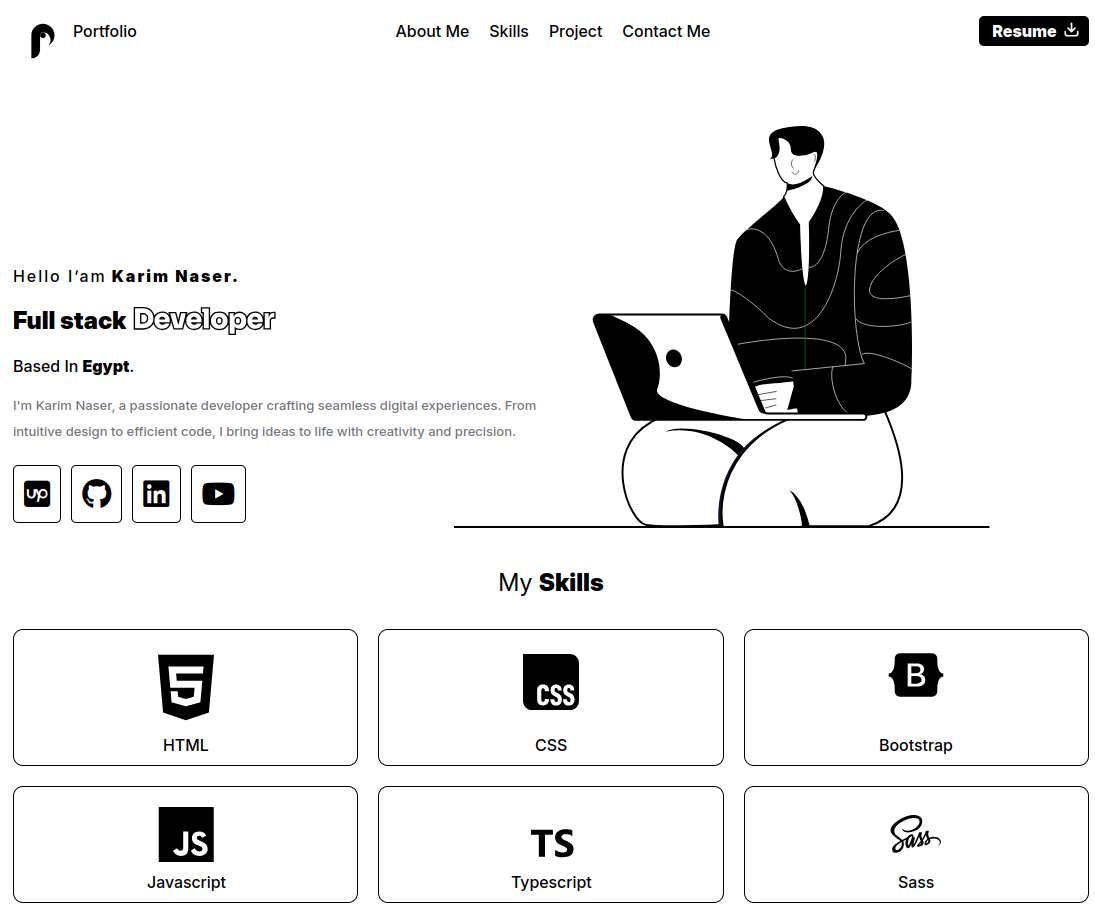 Portfolio
About Me Skills Project Contact Me
Resume
Hello I'am Karim Naser.
Full stack Developer
Based In Egypt.
I'm Karim Naser, a passionate developer crafting seamless digital experiences. From
intuitive design to efficient code, I bring ideas to life with creativity and precision.
up
in
My Skills
5
CSS
B
HTML
CSS
Bootstrap
JS
TS
Sass
Javascript
Typescript
Sass